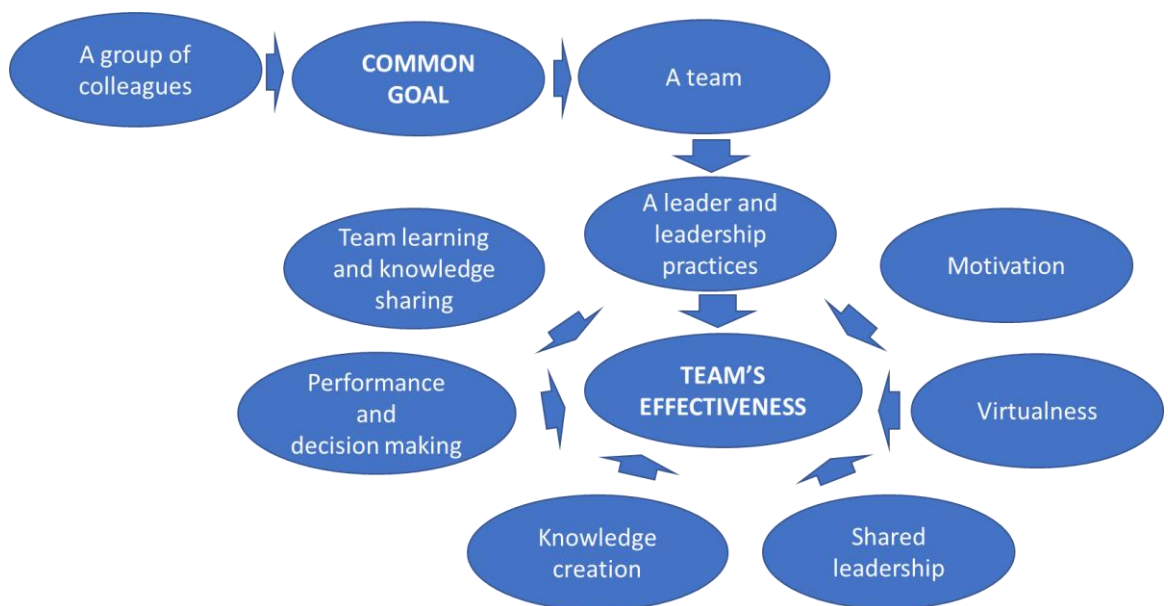 A group of
colleagues
COMMON
GOAL
A team
A leader and
leadership
practices
Team learning
and knowledge
sharing
Motivation
Performance
and
decision making
TEAM'S
EFFECTIVENESS
Virtualness
Knowledge
creation
Shared
leadership